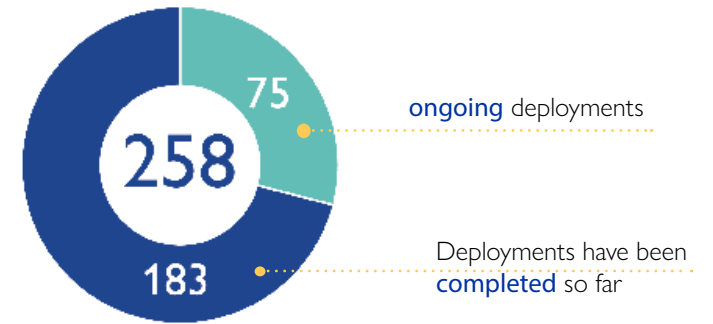 75
ongoing deployments
258
Deployments have been
completed so far
183